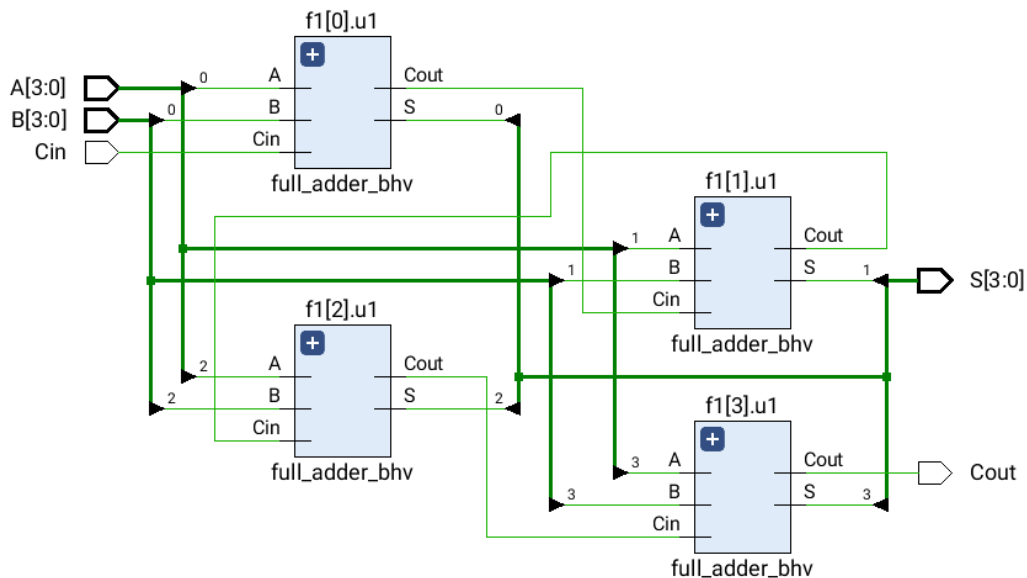 f1[0].u1
A[3:0]
0
A
Cout
B[3:0]
0
B
S
0
Cin
Cin
full_adder_bhv
f1[1].u1
1
A
Cout
1
B
S
1
S[3:0]
Cin
full_adder_bhv
f1[2].u1
2
A
Cout
2
B
S
2
Cin
full_adder_bhv
f1[3].u1
3
A
Cout
Cout
3
B
S
3
Cin
full_adder_bhv